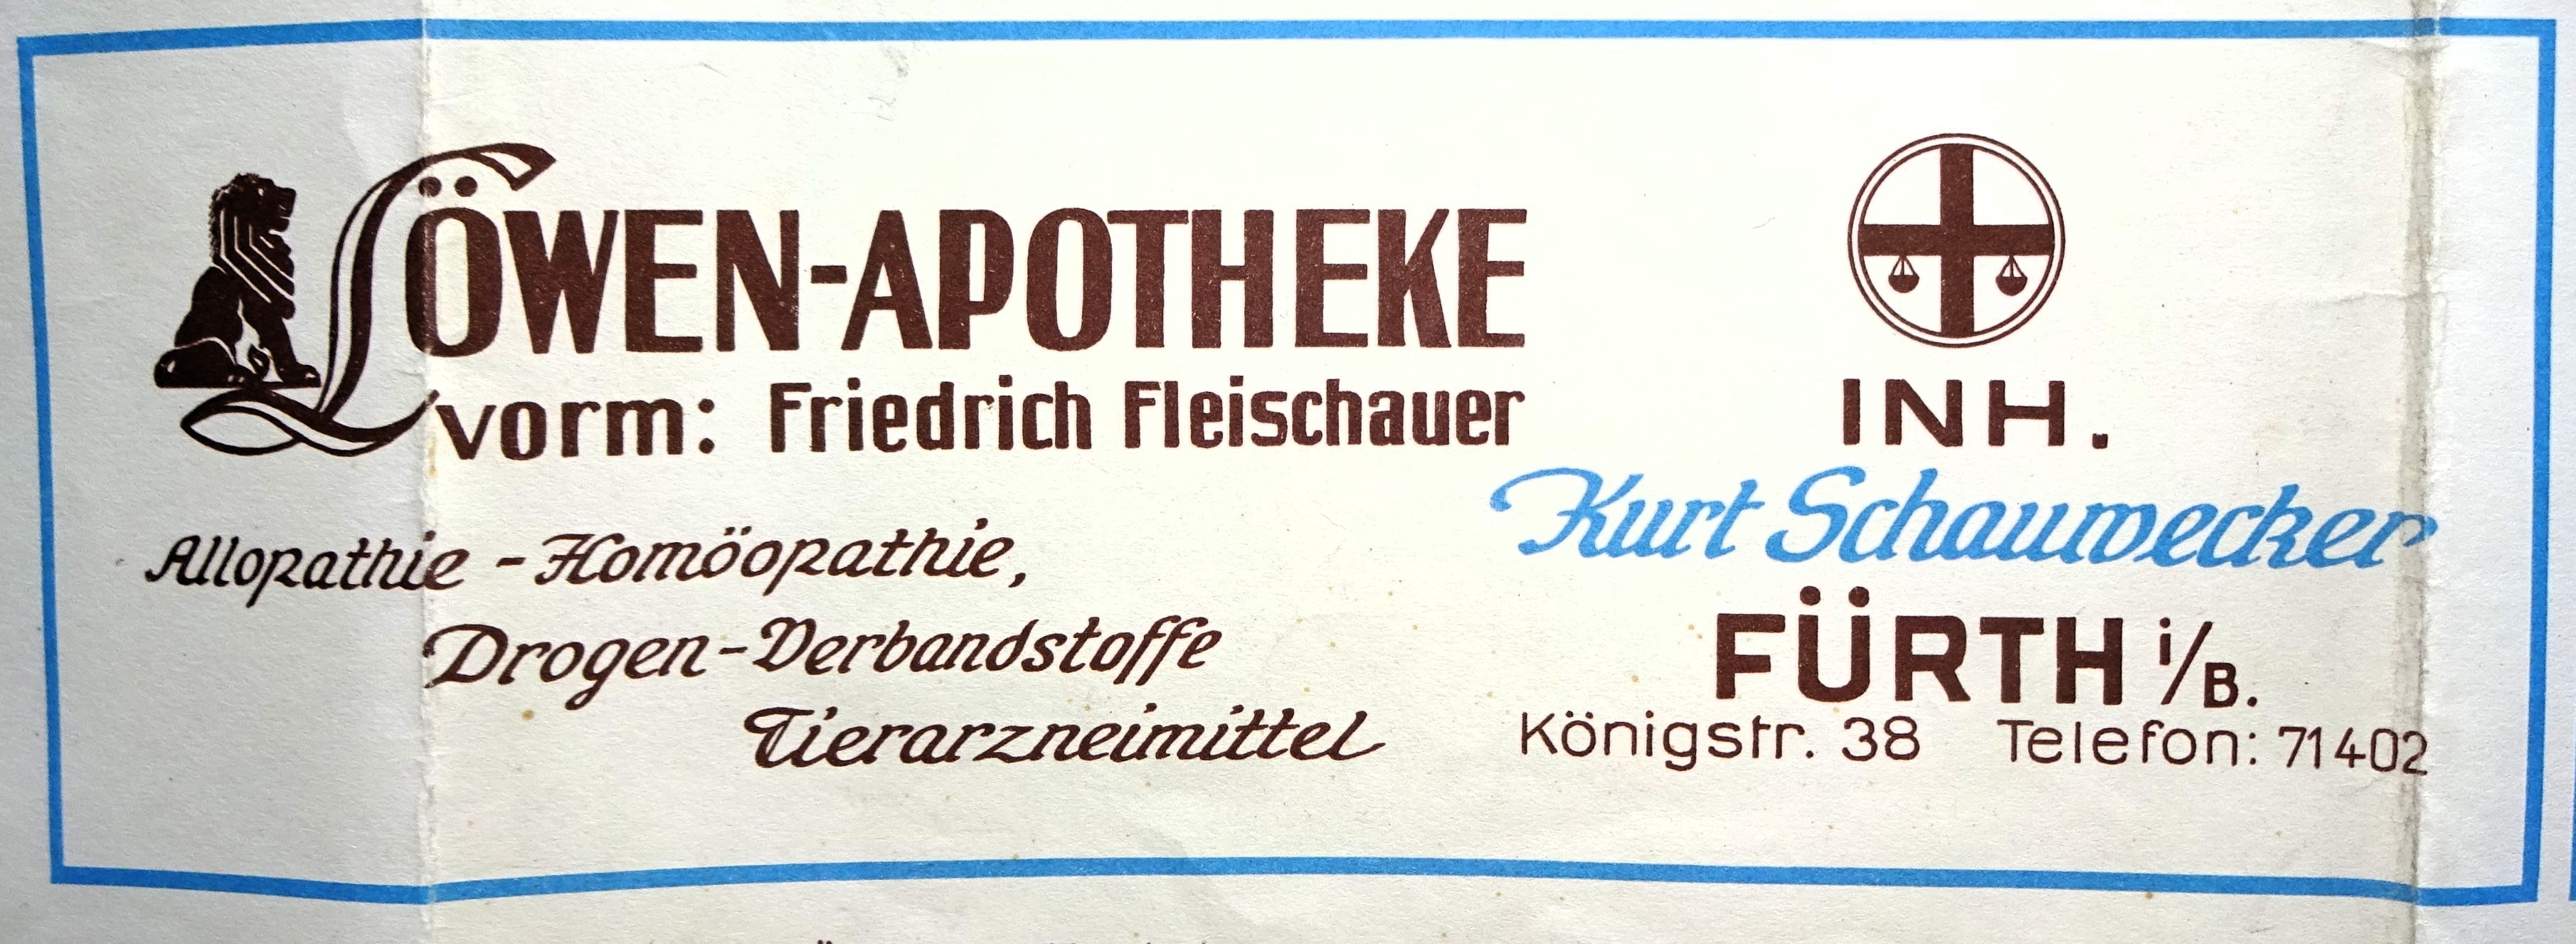 LÖWEN-APOTHEKE
vorm: Friedrich Fleischauer
Allopathie - Homöopathie,
Drogen-Verbandstoffe
Tierarzneimittel
INH.
Kurt Schauwecker
FÜRTH i/B.
Königstr. 38 Telefon: 71402